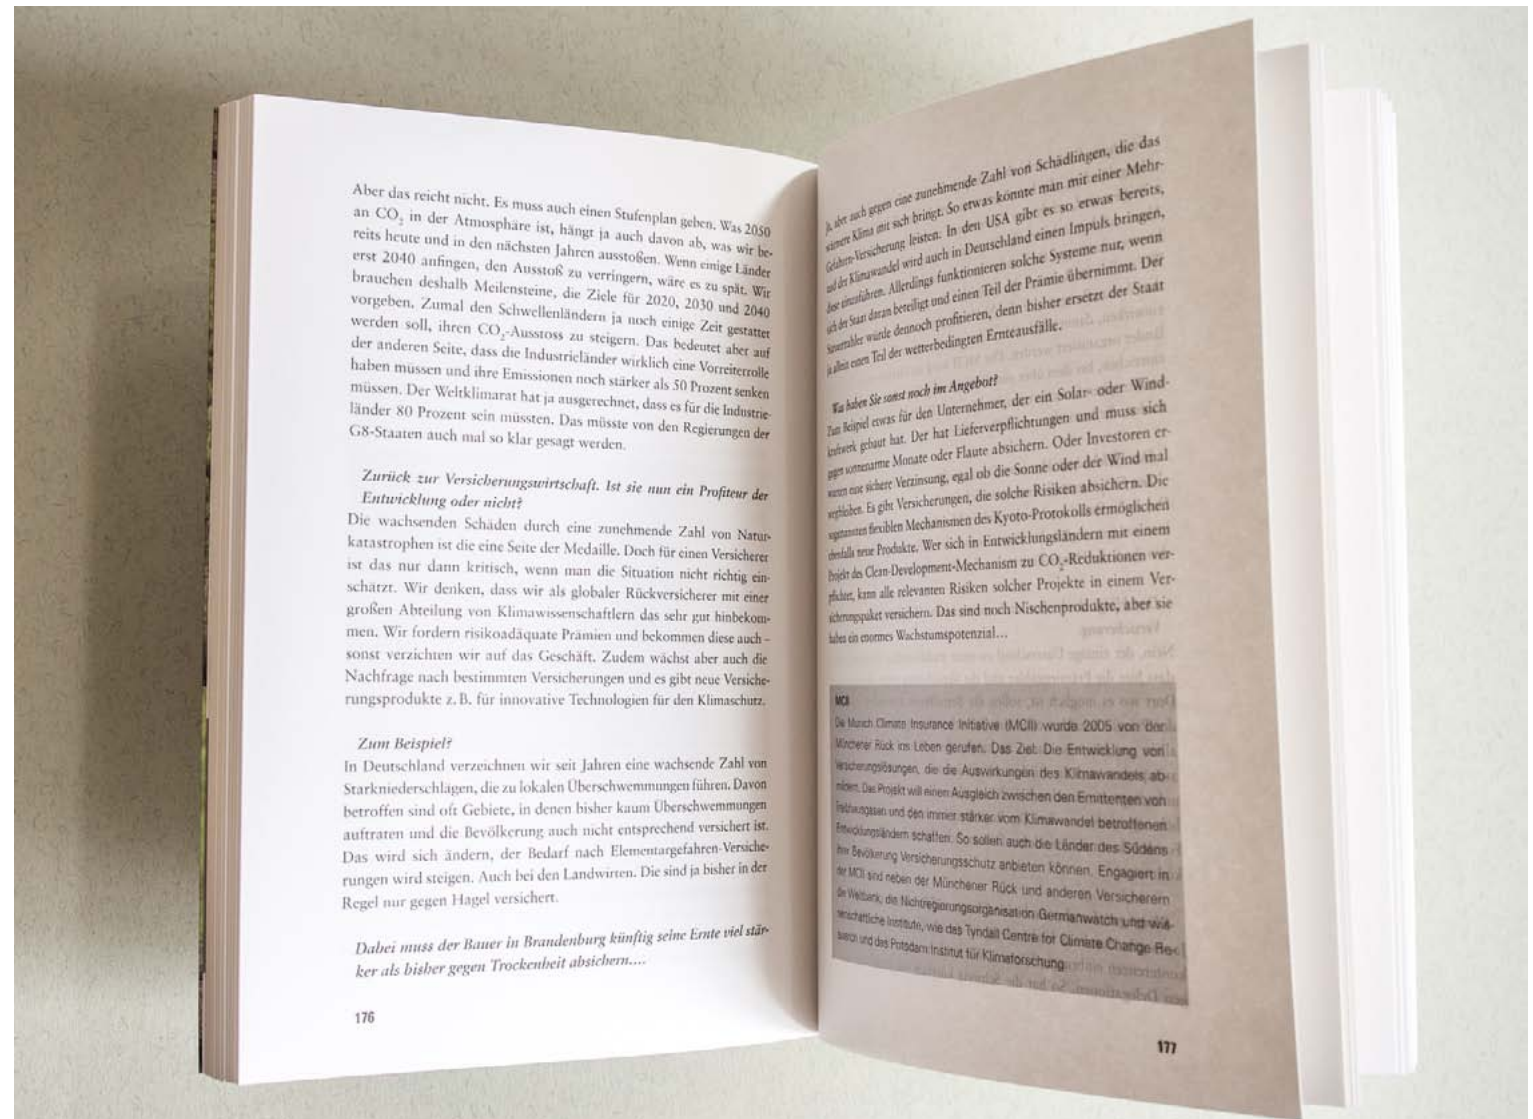 Aber das reicht nicht. Es muss auch einen Stufenplan geben. Was 2050
an CO₂ in der Atmosphäre ist, hängt ja auch davon ab, was wir be-
reits heute und in den nächsten Jahren ausstoßen. Wenn einige Länder
erst 2040 anfingen, den Ausstoß zu verringern, wäre es zu spät. Wir
brauchen deshalb Meilensteine, die Ziele für 2020, 2030 und 2040
vorgeben. Zumal den Schwellenländern ja noch einige Zeit gestattet
werden soll, ihren CO₂-Ausstoss zu steigern. Das bedeutet aber auf
der anderen Seite, dass die Industrieländer wirklich eine Vorreiterrolle
haben müssen und ihre Emissionen noch stärker als 50 Prozent senken
müssen. Der Weltklimarat hat ja ausgerechnet, dass es für die Industrie-
länder 80 Prozent sein müssten. Das müsste von den Regierungen der
G8-Staaten auch mal so klar gesagt werden.
Zurück zur Versicherungswirtschaft. Ist sie nun ein Profiteur der
Entwicklung oder nicht?
Die wachsenden Schäden durch eine zunehmende Zahl von Natur-
katastrophen ist die eine Seite der Medaille. Doch für einen Versicherer
ist das nur dann kritisch, wenn man die Situation nicht richtig ein-
schätzt. Wir denken, dass wir als globaler Rückversicherer mit einer
großen Abteilung von Klimawissenschaftlern das sehr gut hinbekom-
men. Wir fordern risikoadäquate Prämien und bekommen diese auch –
sonst verzichten wir auf das Geschäft. Zudem wächst aber auch die
Nachfrage nach bestimmten Versicherungen und es gibt neue Versiche-
rungsprodukte z. B. für innovative Technologien für den Klimaschutz.
Zum Beispiel?
In Deutschland verzeichnen wir seit Jahren eine wachsende Zahl von
Starkniederschlägen, die zu lokalen Überschwemmungen führen. Davon
betroffen sind oft Gebiete, in denen bisher kaum Überschwemmungen
auftraten und die Bevölkerung auch nicht entsprechend versichert ist.
Das wird sich ändern, der Bedarf nach Elementargefahren-Versiche-
rungen wird steigen. Auch bei den Landwirten. Die sind ja bisher in der
Regel nur gegen Hagel versichert.
Dabei muss der Bauer in Brandenburg künftig seine Ernte viel stär-
ker als bisher gegen Trockenheit absichern....
176
Ja, aber auch gegen eine zunehmende Zahl von Schädlingen, die das
wärmere Klima mit sich bringt. So etwas könnte man mit einer Mehr-
Gefahren-Versicherung leisten. In den USA gibt es so etwas bereits,
und der Klimawandel wird auch in Deutschland einen Impuls bringen,
diese einzuführen. Allerdings funktionieren solche Systeme nur, wenn
sich der Staat daran beteiligt und einen Teil der Prämie übernimmt. Der
Steuerzahler würde dennoch profitieren, denn bisher ersetzt der Staat
ja allein einen Teil der wetterbedingten Ernteausfälle.
Was haben Sie sonst noch im Angebot?
Zum Beispiel etwas für den Unternehmer, der ein Solar- oder Wind-
kraftwerk gebaut hat. Der hat Lieferverpflichtungen und muss sich
gegen sonnenarme Monate oder Flaute absichern. Oder Investoren er-
warten eine sichere Verzinsung, egal ob die Sonne oder der Wind mal
wegbleiben. Es gibt Versicherungen, die solche Risiken absichern. Die
sogenannten flexiblen Mechanismen des Kyoto-Protokolls ermöglichen
ebenfalls neue Produkte. Wer sich in Entwicklungsländern mit einem
Projekt des Clean-Development-Mechanism zu CO₂-Reduktionen ver-
pflichtet, kann alle relevanten Risiken solcher Projekte in einem Ver-
sicherungspaket versichern. Das sind noch Nischenprodukte, aber sie
haben ein enormes Wachstumspotenzial...
MCII
Die Munich Climate Insurance Initiative (MCII) wurde 2005 von der
Münchener Rück ins Leben gerufen. Das Ziel: Die Entwicklung von
Versicherungslösungen, die die Auswirkungen des Klimawandels ab-
mildern. Das Projekt will einen Ausgleich zwischen den Emittenten von
Treibhausgasen und den immer stärker vom Klimawandel betroffenen
Entwicklungsländern schaffen. So sollen auch die Länder des Südens
ihrer Bevölkerung Versicherungsschutz anbieten können. Engagiert in
der MCII sind neben der Münchener Rück und anderen Versicherern
die Weltbank, die Nichtregierungsorganisation Germanwatch und wis-
senschaftliche Institute, wie das Tyndall Centre for Climate Change Re-
search und das Potsdam Institut für Klimaforschung.
177